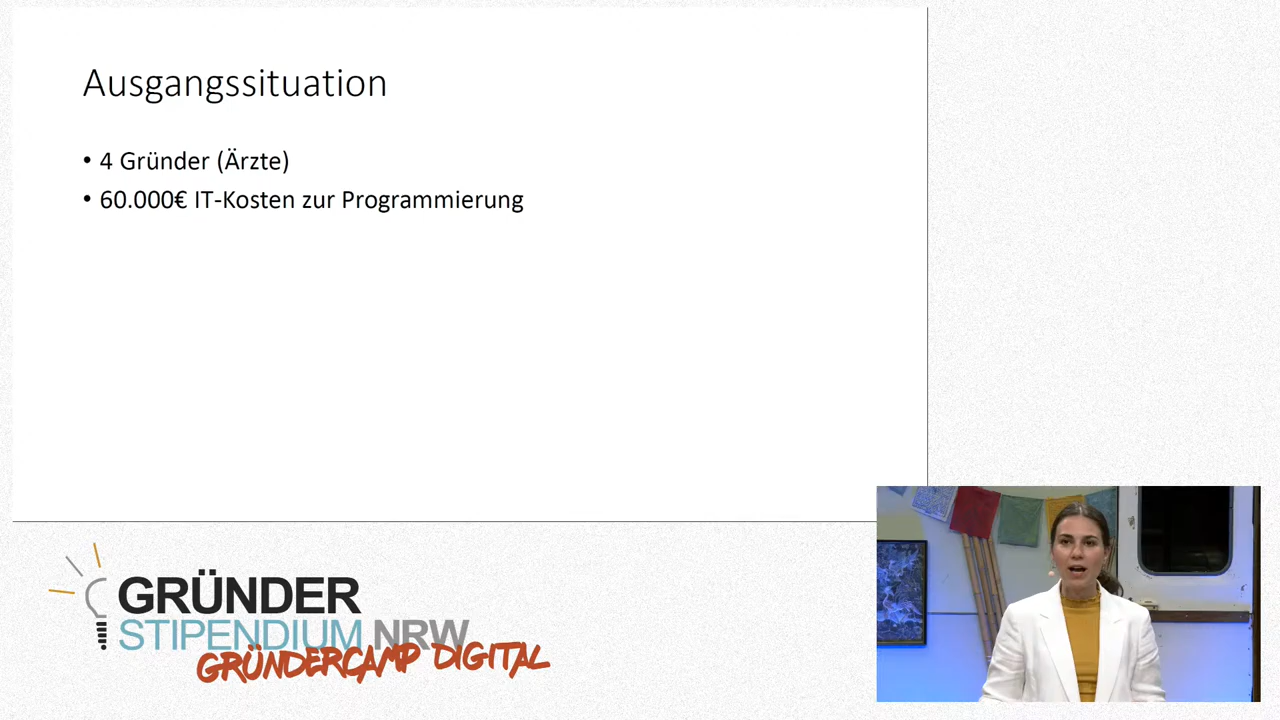 Ausgangssituation
• 4 Gründer (Ärzte)
• 60.000€ IT-Kosten zur Programmierung
GRÜNDER
STIPENDIUM NRW
GRÜNDERCAMP DIGITAL